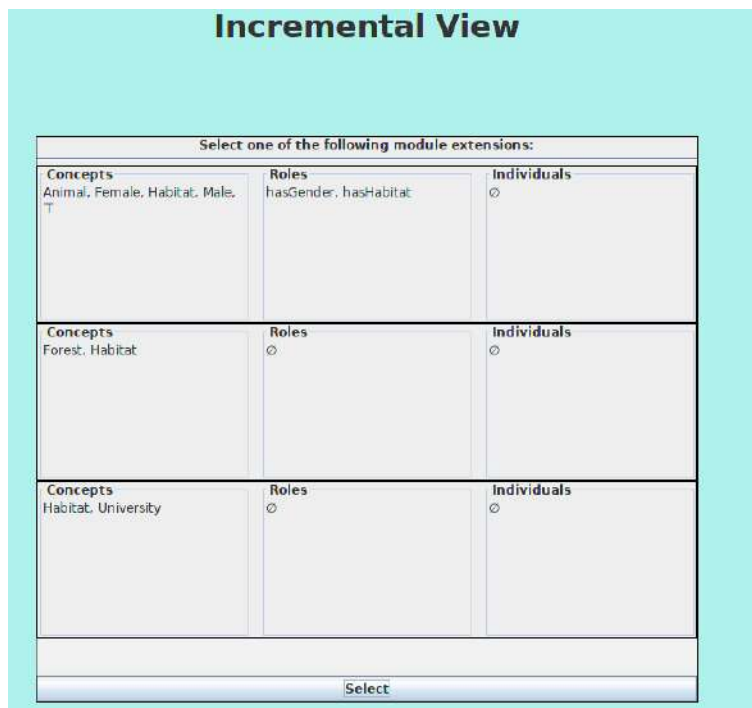 Incremental View
Select one of the following module extensions:
Concepts Roles Individuals
Animal, Female, Habitat, Male, hasGender, hasHabitat ∅
⊤
Concepts Roles Individuals
Forest, Habitat ∅ ∅
Concepts Roles Individuals
Habitat, University ∅ ∅
Select